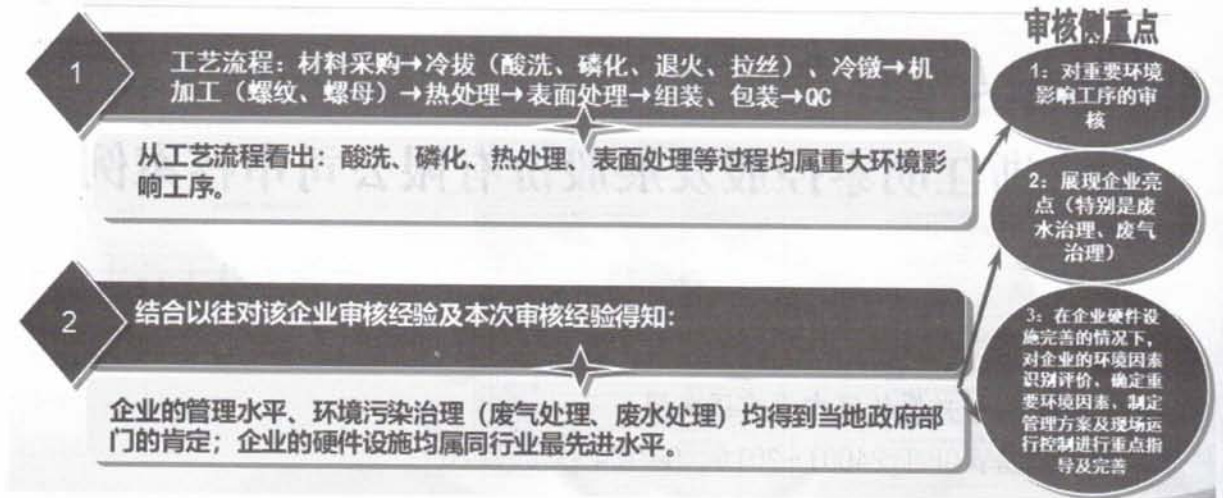 审核侧重点
1
工艺流程：材料采购→冷拔（酸洗、磷化、退火、拉丝）、冷镦→机
加工（螺纹、螺母）→热处理→表面处理→组装、包装→QC
从工艺流程看出：酸洗、磷化、热处理、表面处理等过程均属重大环境影
响工序。
1：对重要环境
影响工序的审
核
2：展现企业亮
点（特别是废
水治理、废气
治理）
2
结合以往对该企业审核经验及本次审核经验得知：
企业的管理水平、环境污染治理（废气处理、废水处理）均得到当地政府部
门的肯定；企业的硬件设施均属同行业最先进水平。
3：在企业硬件设
施完善的情况下，
对企业的环境因素
识别评价、确定重
要环境因素、制定
管理方案及现场运
行控制进行重点指
导及完善